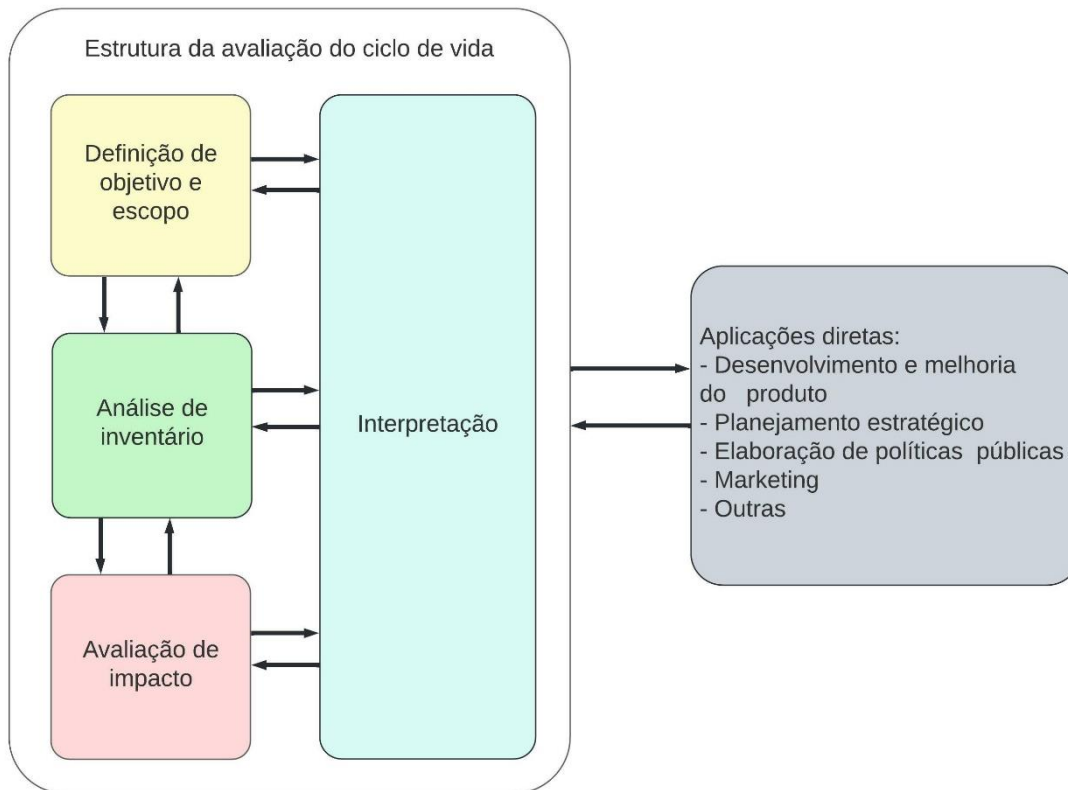 Estrutura da avaliação do ciclo de vida
Definição de
objetivo e
escopo
Análise de
inventário
Avaliação de
impacto
Interpretação
Aplicações diretas:
- Desenvolvimento e melhoria
do produto
- Planejamento estratégico
- Elaboração de políticas públicas
- Marketing
- Outras